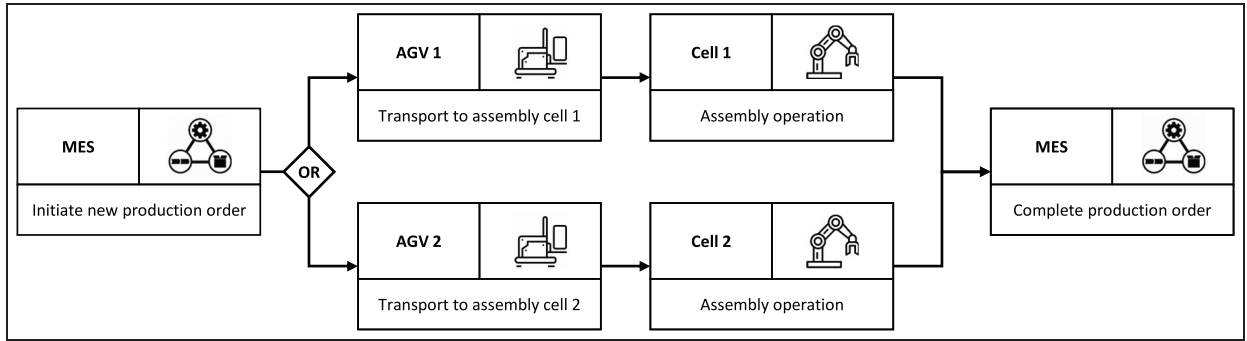 MES
Initiate new production order
OR
AGV 1
Transport to assembly cell 1
Cell 1
Assembly operation
AGV 2
Transport to assembly cell 2
Cell 2
Assembly operation
MES
Complete production order